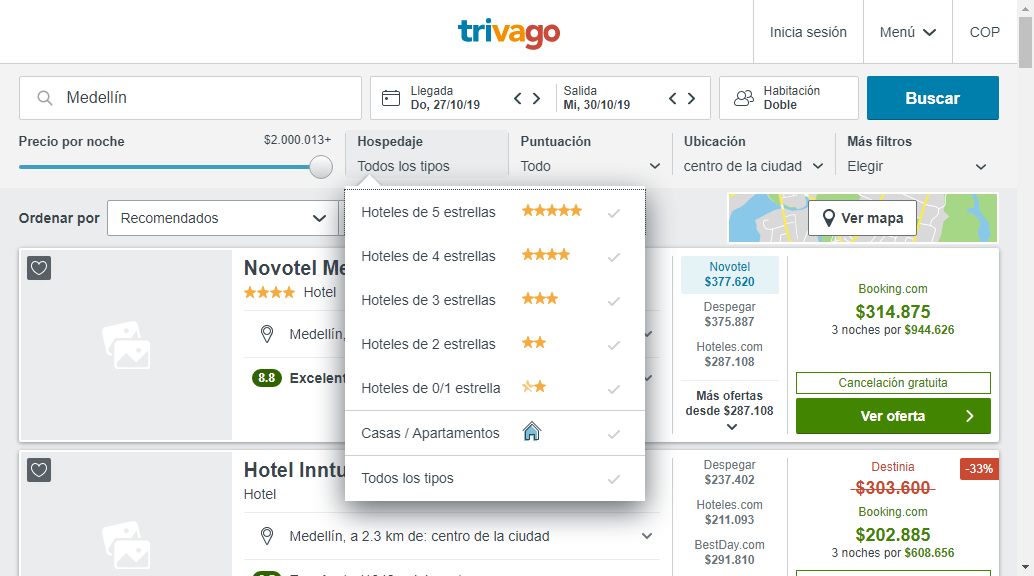 trivago
Inicia sesión
Menú
COP
Medellín
Llegada
Do, 27/10/19
Salida
Mi, 30/10/19
Habitación
Doble
Buscar
Precio por noche
$2.000.013+
Hospedaje
Todos los tipos
Puntuación
Todo
Ubicación
centro de la ciudad
Más filtros
Elegir
Ordenar por
Recomendados
Ver mapa
Hoteles de 5 estrellas
Hoteles de 4 estrellas
Hoteles de 3 estrellas
Hoteles de 2 estrellas
Hoteles de 0/1 estrella
Casas / Apartamentos
Todos los tipos
Novotel Me
Hotel
Medellín,
8.8 Excelent
Novotel
$377.620
Despegar
$375.887
Hoteles.com
$287.108
Más ofertas
desde $287.108
Booking.com
$314.875
3 noches por $944.626
Cancelación gratuita
Ver oferta
Hotel Inntu
Hotel
Medellín, a 2.3 km de: centro de la ciudad
Despegar
$237.402
Hoteles.com
$211.093
BestDay.com
$291.810
Destinia
-33%
$303.600
Booking.com
$202.885
3 noches por $608.656